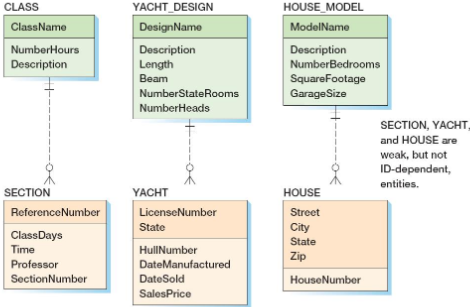 CLASS
ClassName
NumberHours
Description
YACHT_DESIGN
DesignName
Description
Length
Beam
NumberStateRooms
NumberHeads
HOUSE_MODEL
ModelName
Description
NumberBedrooms
SquareFootage
GarageSize
SECTION, YACHT,
and HOUSE are
weak, but not
ID-dependent,
entities.
SECTION
ReferenceNumber
ClassDays
Time
Professor
SectionNumber
YACHT
LicenseNumber
State
HullNumber
DateManufactured
DateSold
SalesPrice
HOUSE
Street
City
State
Zip
HouseNumber